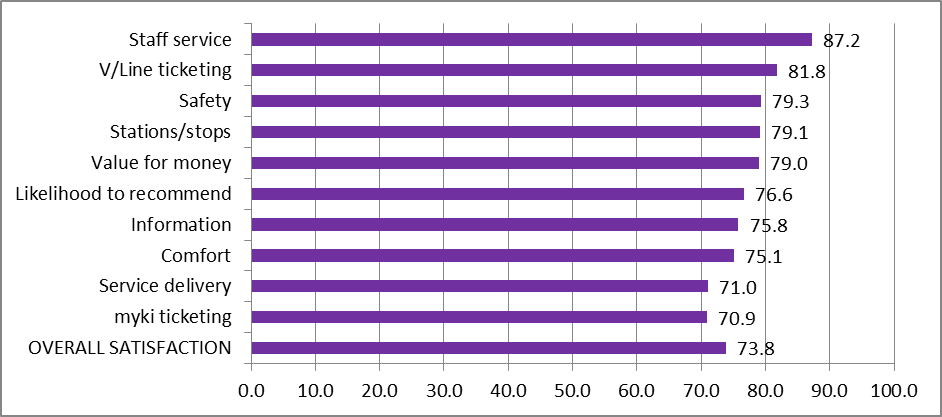 Staff service 87.2
V/Line ticketing 81.8
Safety 79.3
Stations/stops 79.1
Value for money 79.0
Likelihood to recommend 76.6
Information 75.8
Comfort 75.1
Service delivery 71.0
myki ticketing 70.9
OVERALL SATISFACTION 73.8
0.0 10.0 20.0 30.0 40.0 50.0 60.0 70.0 80.0 90.0 100.0